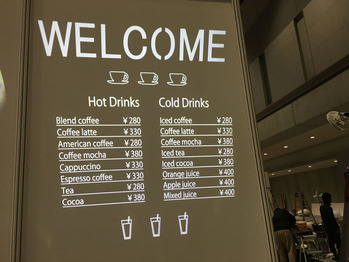 WELCOME
Hot Drinks
Blend coffee ¥280
Coffee latte ¥330
American coffee ¥280
Coffee mocha ¥380
Cappuccino ¥330
Espresso coffee ¥330
Tea ¥280
Cocoa ¥380
Cold Drinks
Iced coffee ¥280
Coffee latte ¥330
Coffee mocha ¥380
Iced tea ¥280
Iced cocoa ¥380
Orange juice ¥400
Apple juice ¥400
Mixed juice ¥400